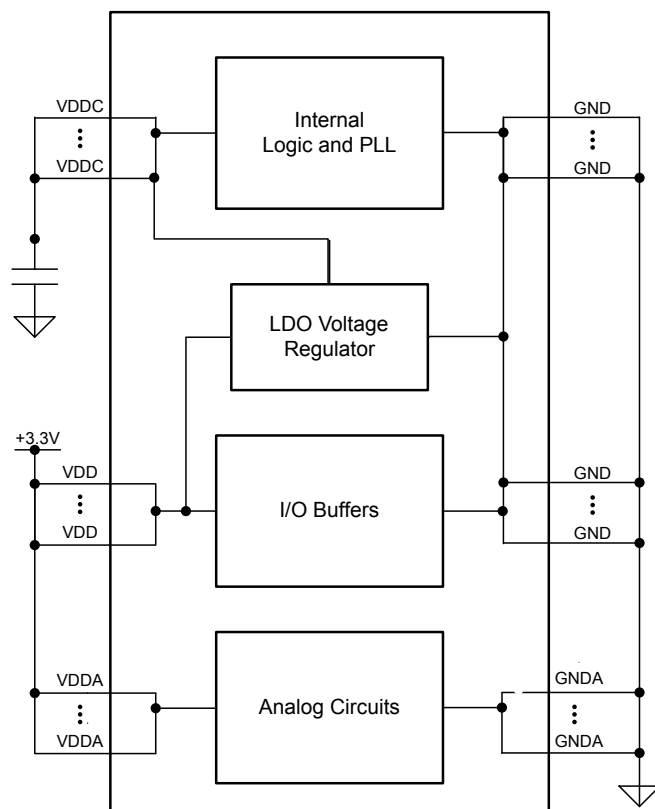 VDDC
VDDC
Internal
Logic and PLL
GND
GND
LDO Voltage
Regulator
+3.3V
VDD
VDD
I/O Buffers
GND
GND
VDDA
VDDA
Analog Circuits
GNDA
GNDA